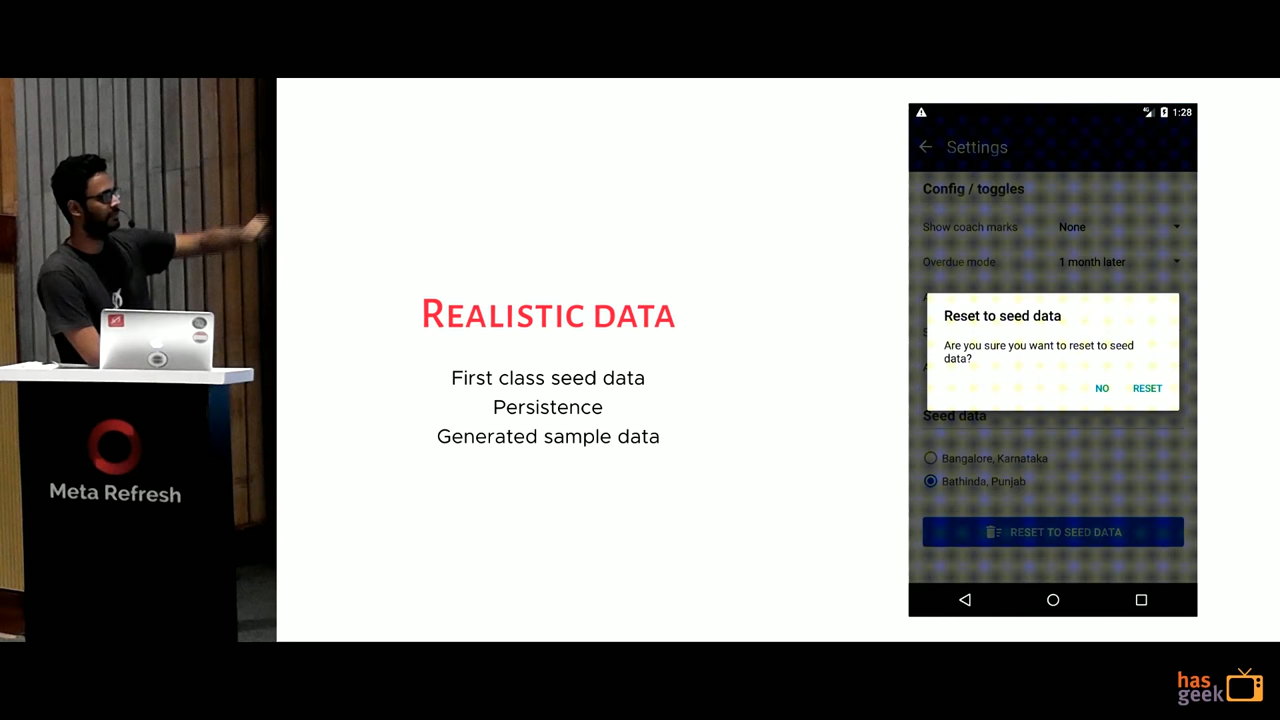 REALISTIC DATA
First class seed data
Persistence
Generated sample data
4G 1:28
Settings
Config / toggles
Show coach marks None
Overdue mode 1 month later
Reset to seed data
Are you sure you want to reset to seed
data?
NO RESET
Seed data
Bangalore, Karnataka
Bathinda, Punjab
RESET TO SEED DATA
Meta Refresh
has
geek